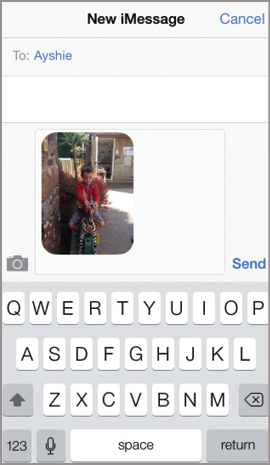 New iMessage Cancel
To: Ayshie
Send
Q W E R T Y U I O P
A S D F G H J K L
Z X C V B N M
123 space return